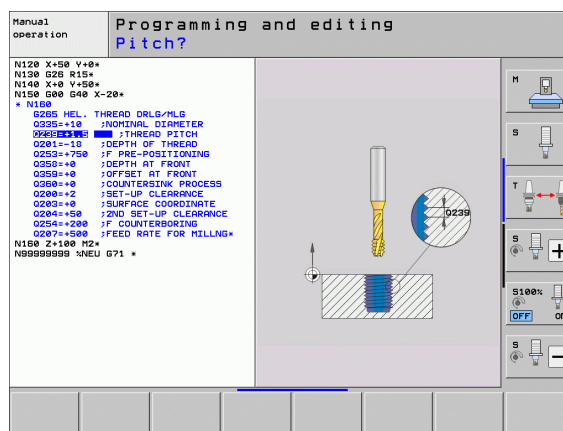 Manual
operation
Programming and editing
Pitch?
N120 X+50 Y+0*
N130 G26 R15*
N140 X+0 Y+50*
N150 G00 G40 X-20*
* N160
G265 HEL. THREAD DRLG/MLG
Q335=+10 ;NOMINAL DIAMETER
Q239=+1.5 ;THREAD PITCH
Q201=-18 ;DEPTH OF THREAD
Q253=+750 ;F PRE-POSITIONING
Q358=+0 ;DEPTH AT FRONT
Q359=+0 ;OFFSET AT FRONT
Q360=+0 ;COUNTERSINK PROCESS
Q200=+2 ;SET-UP CLEARANCE
Q203=+0 ;SURFACE COORDINATE
Q204=+50 ;2ND SET-UP CLEARANCE
Q254=+200 ;F COUNTERBORING
Q207=+500 ;FEED RATE FOR MILLNG*
N160 Z+100 M2*
N99999999 %NEU G71 *
Q239
M
S
T
S
+
S100%
OFF
S
−